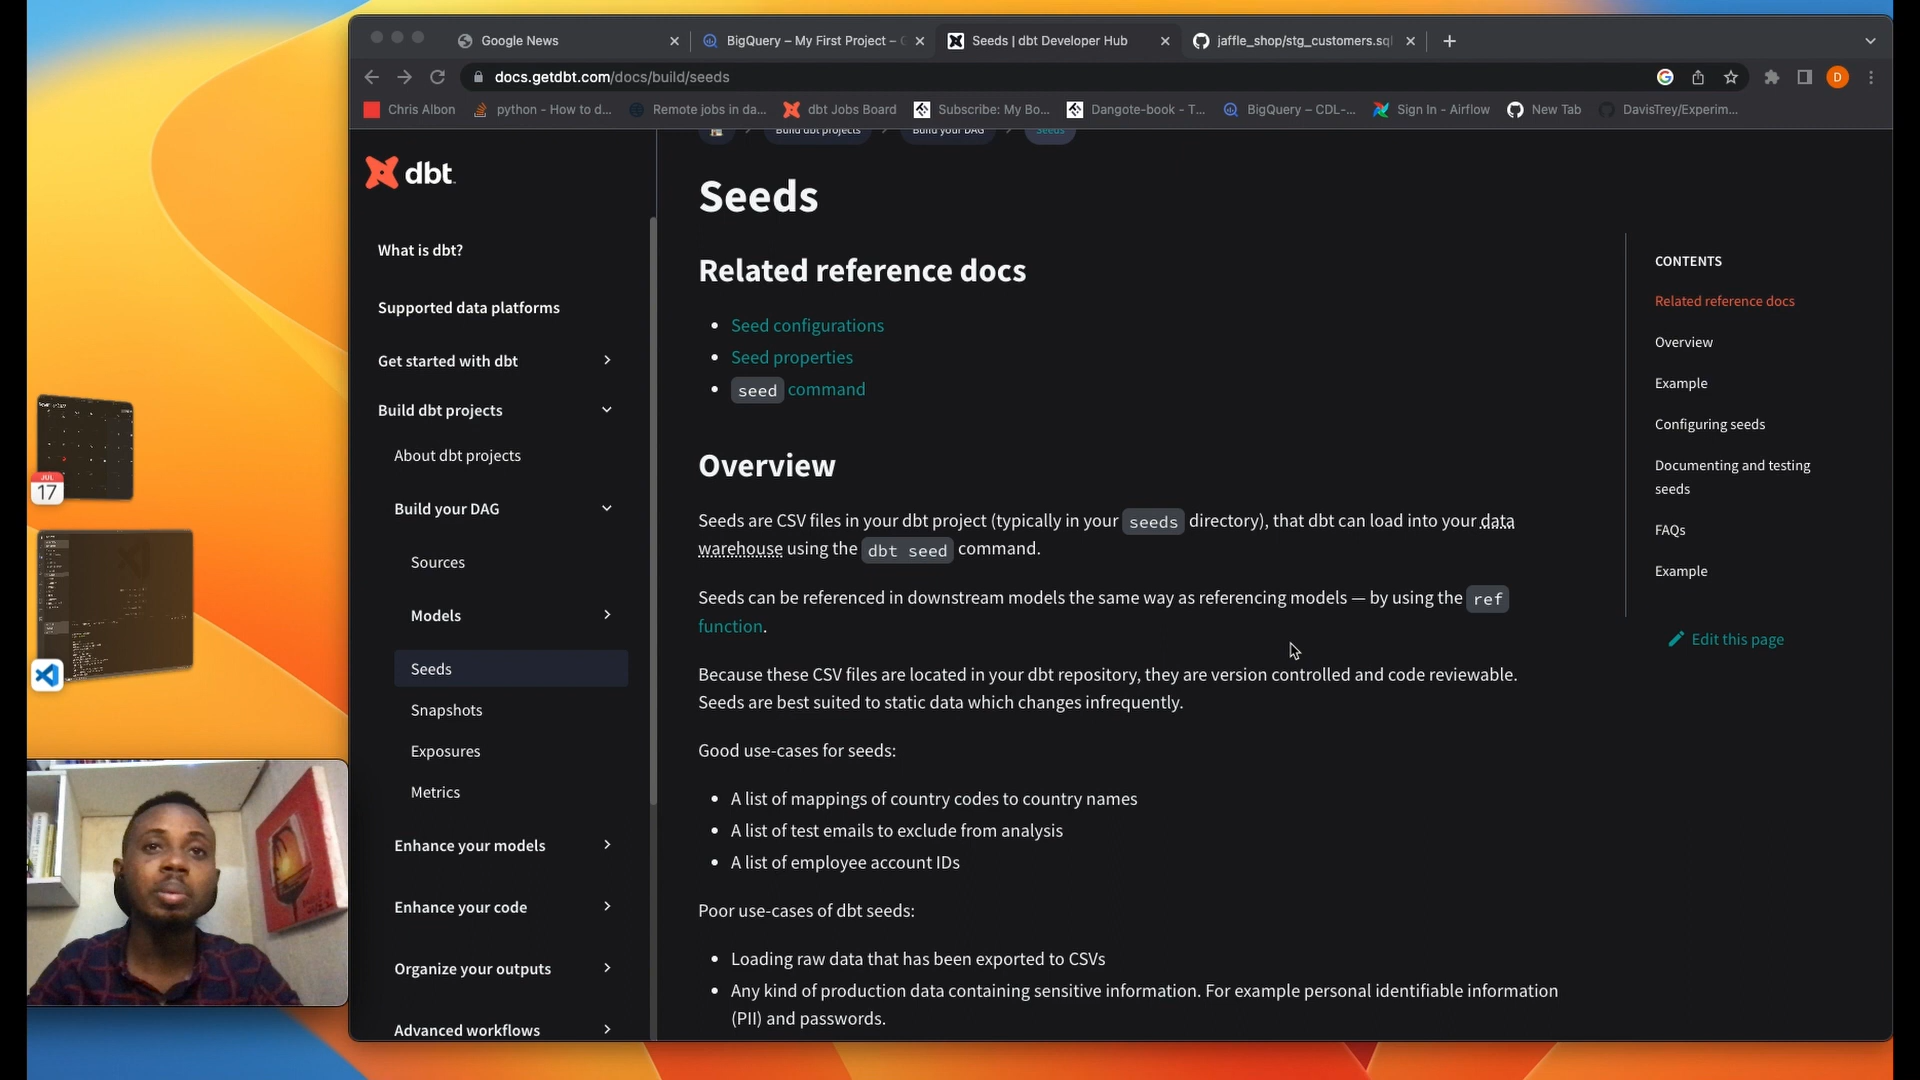 Google News
BigQuery – My First Project –
Seeds | dbt Developer Hub
jaffle_shop/stg_customers.sql
docs.getdbt.com/docs/build/seeds
D
Chris Albon
python - How to d...
Remote jobs in da...
dbt Jobs Board
Subscribe: My Bo...
Dangote-book - T...
BigQuery – CDL-...
Sign In - Airflow
New Tab
DavisTrey/Experim...
Build dbt projects
Build your DAG
Seeds
dbt
What is dbt?
Supported data platforms
Get started with dbt
Build dbt projects
About dbt projects
Build your DAG
Sources
Models
Seeds
Snapshots
Exposures
Metrics
Enhance your models
Enhance your code
Organize your outputs
Advanced workflows
Seeds
Related reference docs
Seed configurations
Seed properties
seed command
Overview
Seeds are CSV files in your dbt project (typically in your seeds directory), that dbt can load into your data
warehouse using the dbt seed command.
Seeds can be referenced in downstream models the same way as referencing models — by using the ref
function.
Because these CSV files are located in your dbt repository, they are version controlled and code reviewable.
Seeds are best suited to static data which changes infrequently.
Good use-cases for seeds:
A list of mappings of country codes to country names
A list of test emails to exclude from analysis
A list of employee account IDs
Poor use-cases of dbt seeds:
Loading raw data that has been exported to CSVs
Any kind of production data containing sensitive information. For example personal identifiable information
(PII) and passwords.
CONTENTS
Related reference docs
Overview
Example
Configuring seeds
Documenting and testing
seeds
FAQs
Example
Edit this page
JUL
17